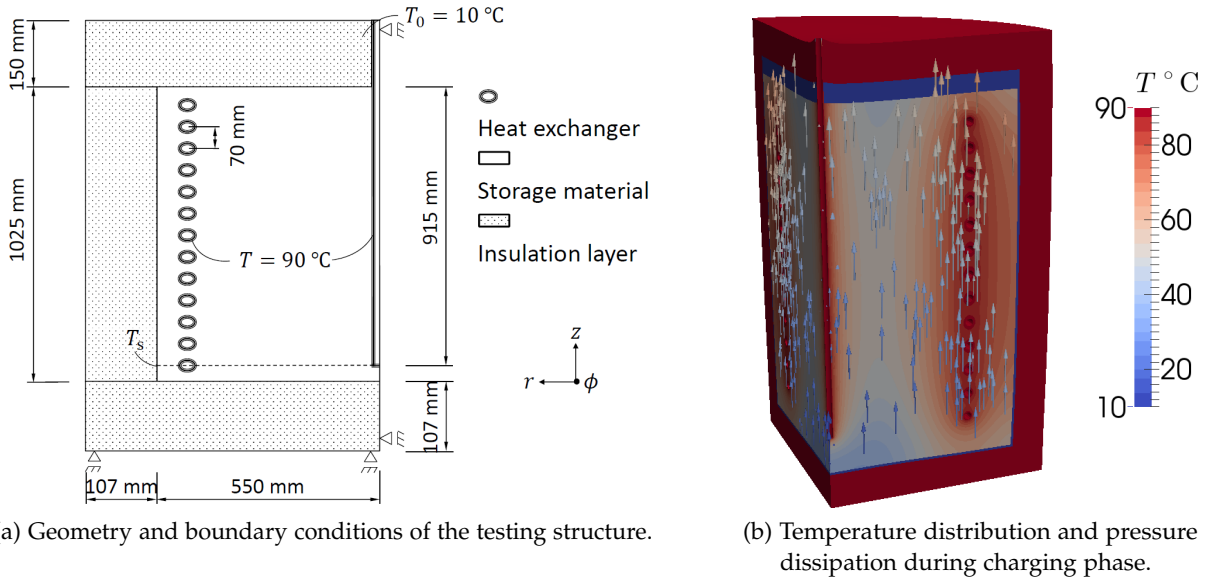 T₀ = 10 °C
150 mm
1025 mm
70 mm
T = 90 °C
Tₛ
915 mm
107 mm
107 mm
550 mm
Heat exchanger
Storage material
Insulation layer
z
r
ϕ
T °C
90
80
60
40
20
10
(a) Geometry and boundary conditions of the testing structure.
(b) Temperature distribution and pressure
dissipation during charging phase.